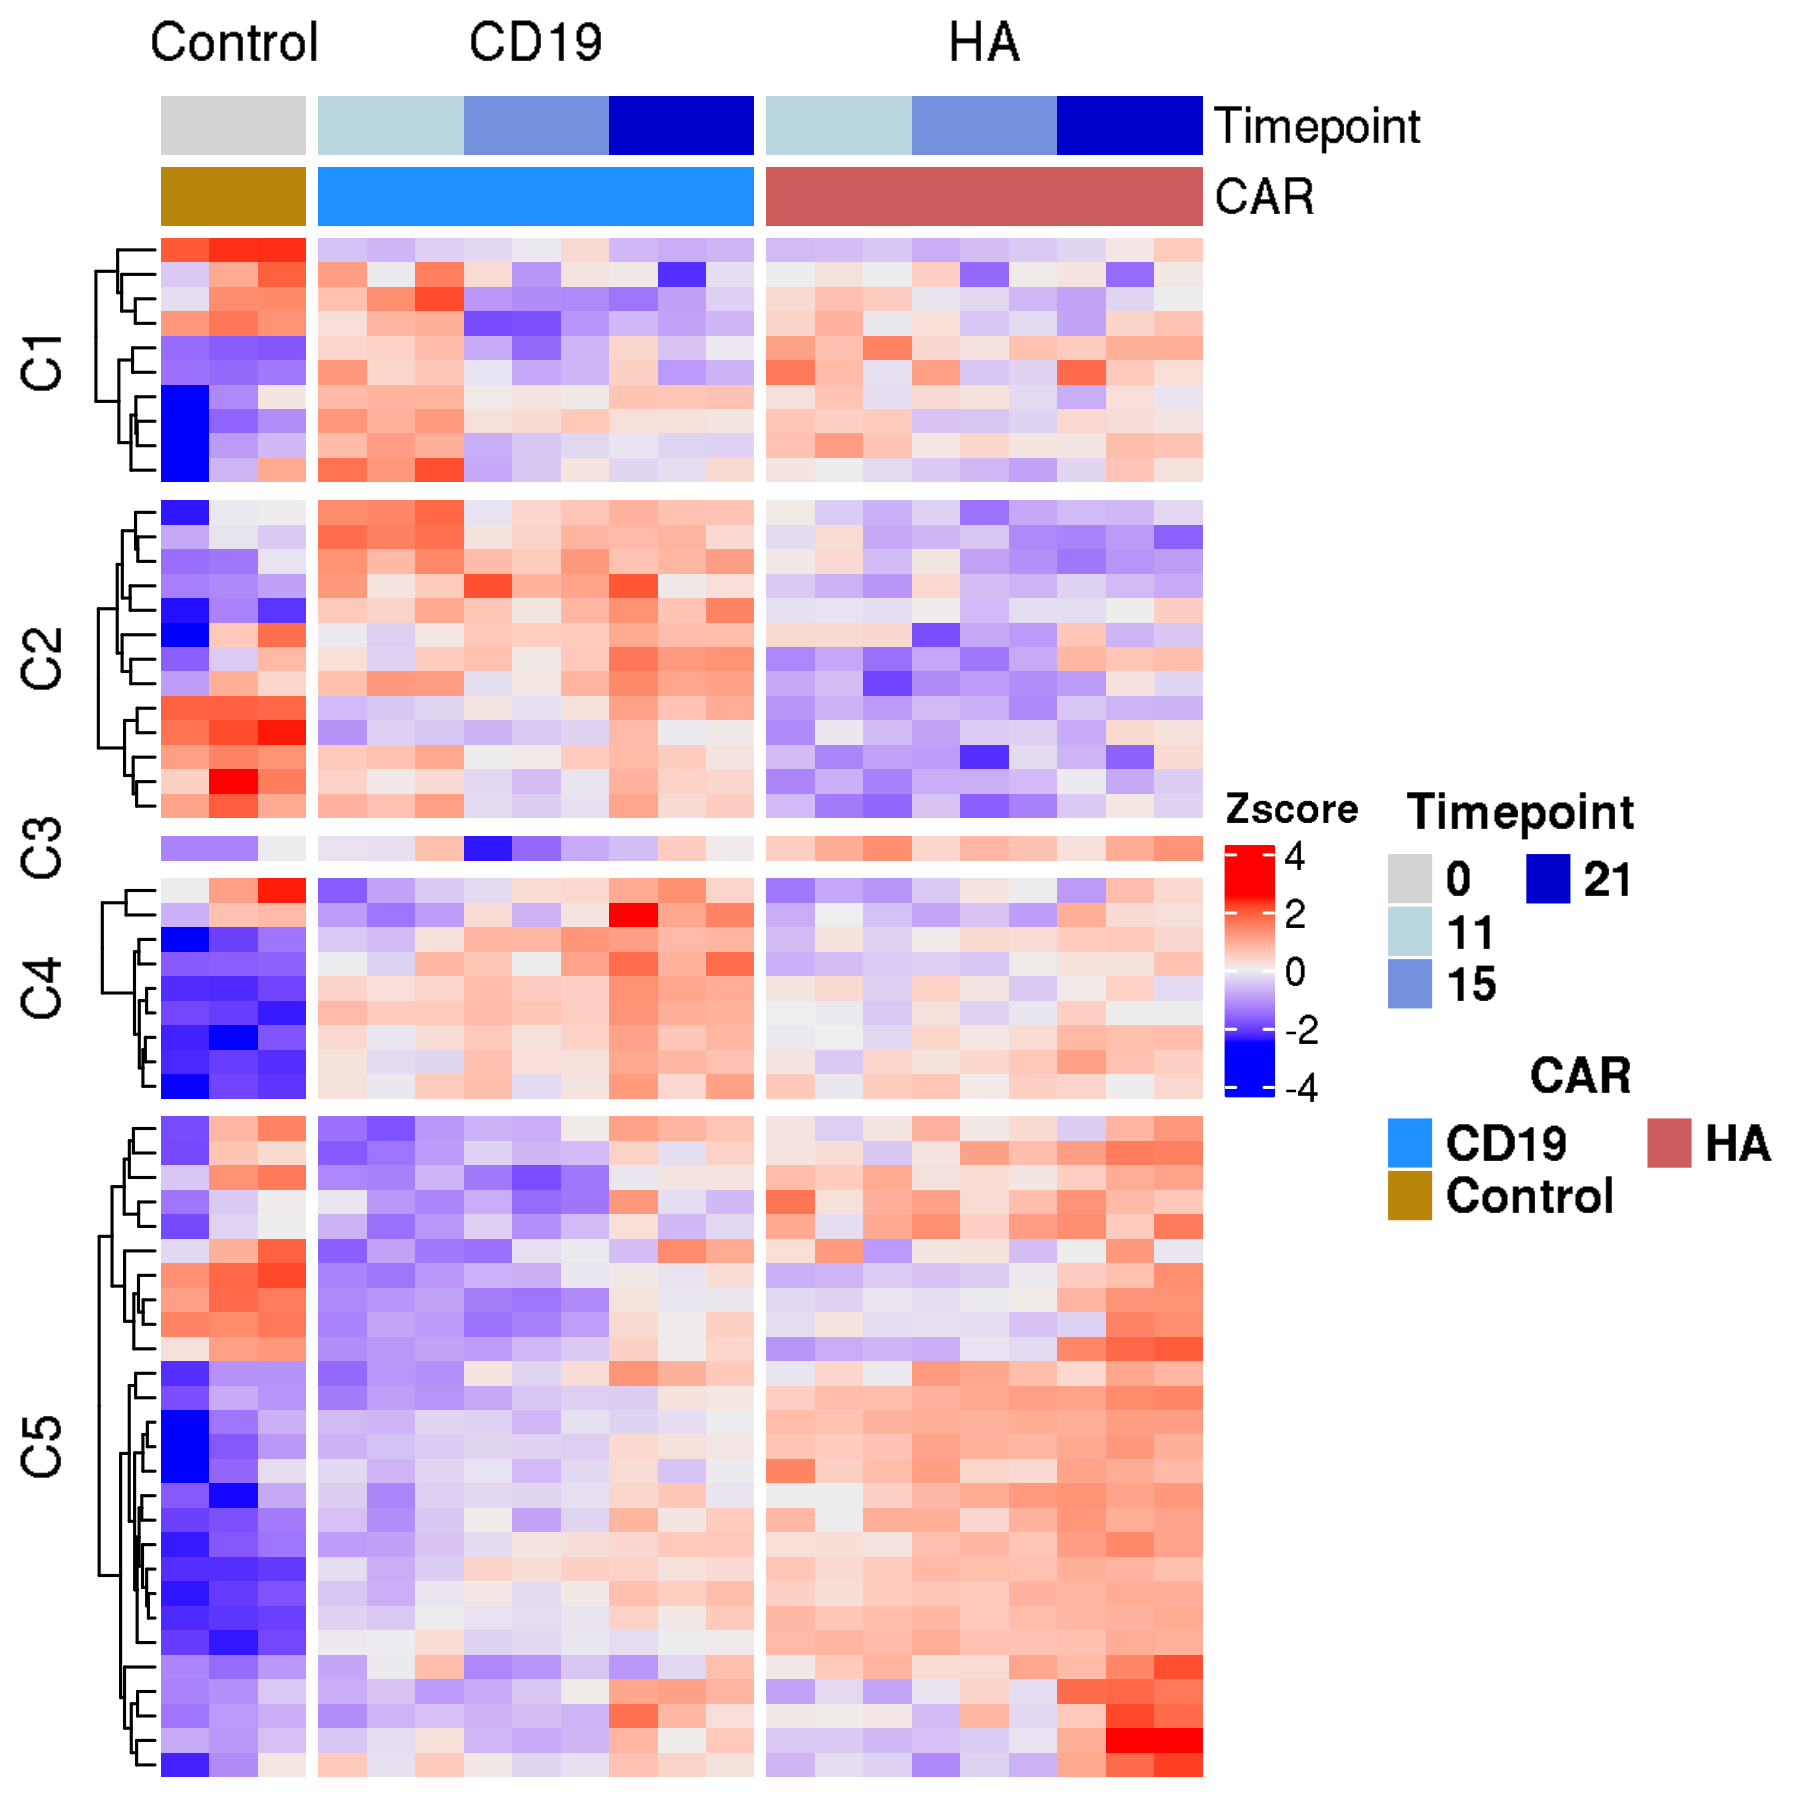 Control CD19 HA
Timepoint
CAR
C1
C2
C3
C4
C5
Zscore
4
2
0
-2
-4
Timepoint
0 21
11
15
CAR
CD19 HA
Control